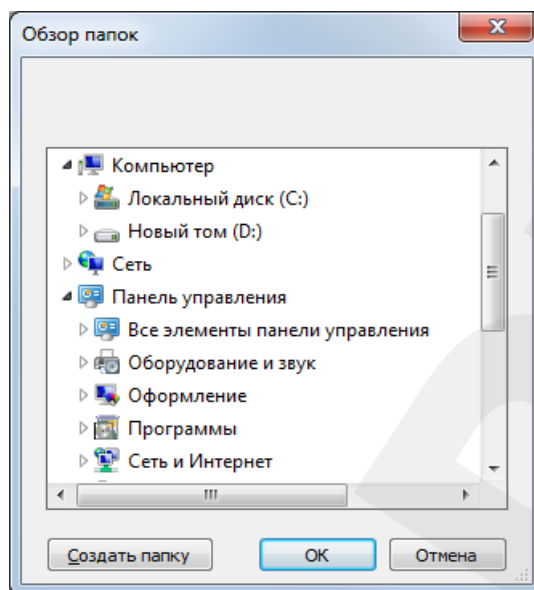 Обзор папок
Компьютер
Локальный диск (C:)
Новый том (D:)
Сеть
Панель управления
Все элементы панели управления
Оборудование и звук
Оформление
Программы
Сеть и Интернет
Создать папку ОК Отмена